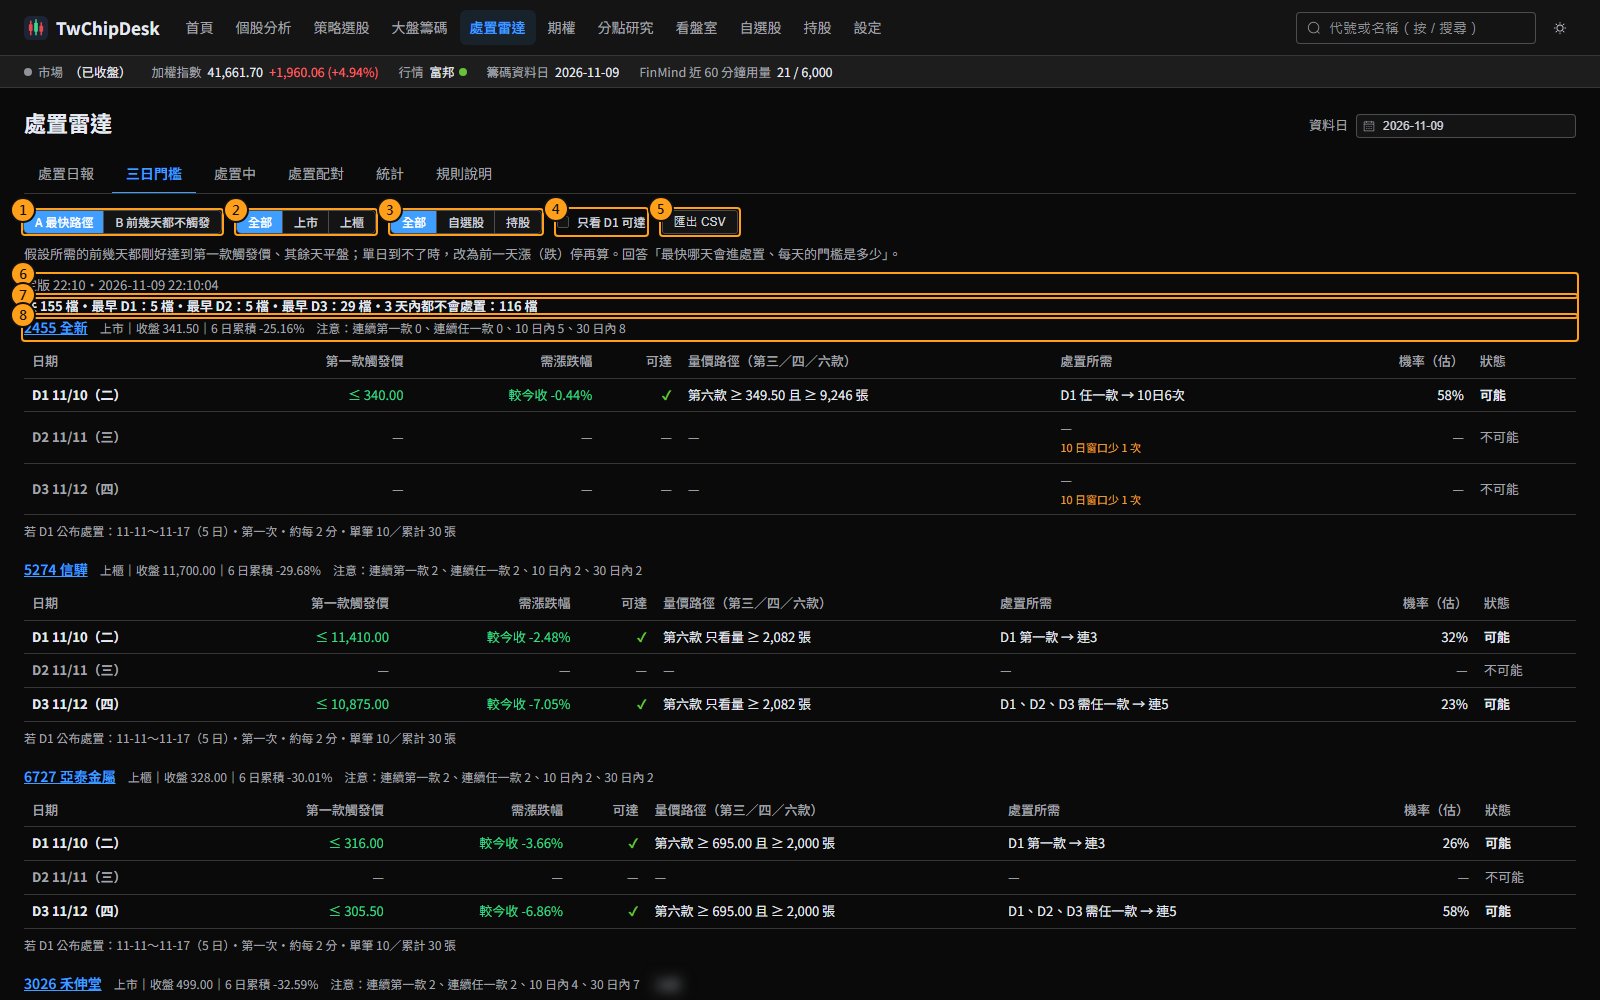 TwChipDesk 首頁 個股分析 策略選股 大盤籌碼 處置雷達 期權 分點研究 看盤室 自選股 持股 設定 代號或名稱（按 / 搜尋）
市場 （已收盤） 加權指數 41,661.70 +1,960.06 (+4.94%) 行情 富邦 籌碼資料日 2026-11-09 FinMind 近 60 分鐘用量 21 / 6,000
處置雷達
資料日 2026-11-09
處置日報 三日門檻 處置中 處置配對 統計 規則說明
1 2 3 4 5
A 最快路徑 B 前幾天都不觸發 全部 上市 上櫃 全部 自選股 持股 只看 D1 可達 匯出 CSV
假設所需的前幾天都剛好達到第一款觸發價、其餘天平盤；單日到不了時，改為前一天漲（跌）停再算。回答「最快哪天會進處置、每天的門檻是多少」。
6
版 22:10・2026-11-09 22:10:04
7
155 檔・最早 D1：5 檔・最早 D2：5 檔・最早 D3：29 檔・3 天內都不會處置：116 檔
8
2455 全新 上市｜收盤 341.50｜6 日累積 -25.16% 注意：連續第一款 0、連續任一款 0、10 日內 5、30 日內 8
日期 第一款觸發價 需漲跌幅 可達 量價路徑（第三／四／六款） 處置所需 機率（估） 狀態
D1 11/10（二） ≤ 340.00 較今收 -0.44% ✓ 第六款 ≥ 349.50 且 ≥ 9,246 張 D1 任一款 → 10日6次 58% 可能
D2 11/11（三） — — — — — — 不可能
10 日窗口少 1 次
D3 11/12（四） — — — — — — 不可能
10 日窗口少 1 次
若 D1 公布處置：11-11～11-17（5 日）・第一次・約每 2 分・單筆 10／累計 30 張
5274 信驊 上櫃｜收盤 11,700.00｜6 日累積 -29.68% 注意：連續第一款 2、連續任一款 2、10 日內 2、30 日內 2
日期 第一款觸發價 需漲跌幅 可達 量價路徑（第三／四／六款） 處置所需 機率（估） 狀態
D1 11/10（二） ≤ 11,410.00 較今收 -2.48% ✓ 第六款 只看量 ≥ 2,082 張 D1 第一款 → 連3 32% 可能
D2 11/11（三） — — — — — — 不可能
D3 11/12（四） ≤ 10,875.00 較今收 -7.05% ✓ 第六款 只看量 ≥ 2,082 張 D1、D2、D3 需任一款 → 連5 23% 可能
若 D1 公布處置：11-11～11-17（5 日）・第一次・約每 2 分・單筆 10／累計 30 張
6727 亞泰金屬 上櫃｜收盤 328.00｜6 日累積 -30.01% 注意：連續第一款 2、連續任一款 2、10 日內 2、30 日內 2
日期 第一款觸發價 需漲跌幅 可達 量價路徑（第三／四／六款） 處置所需 機率（估） 狀態
D1 11/10（二） ≤ 316.00 較今收 -3.66% ✓ 第六款 ≥ 695.00 且 ≥ 2,000 張 D1 第一款 → 連3 26% 可能
D2 11/11（三） — — — — — — 不可能
D3 11/12（四） ≤ 305.50 較今收 -6.86% ✓ 第六款 ≥ 695.00 且 ≥ 2,000 張 D1、D2、D3 需任一款 → 連5 58% 可能
若 D1 公布處置：11-11～11-17（5 日）・第一次・約每 2 分・單筆 10／累計 30 張
3026 禾伸堂 上市｜收盤 499.00｜6 日累積 -32.59% 注意：連續第一款 2、連續任一款 2、10 日內 4、30 日內 7